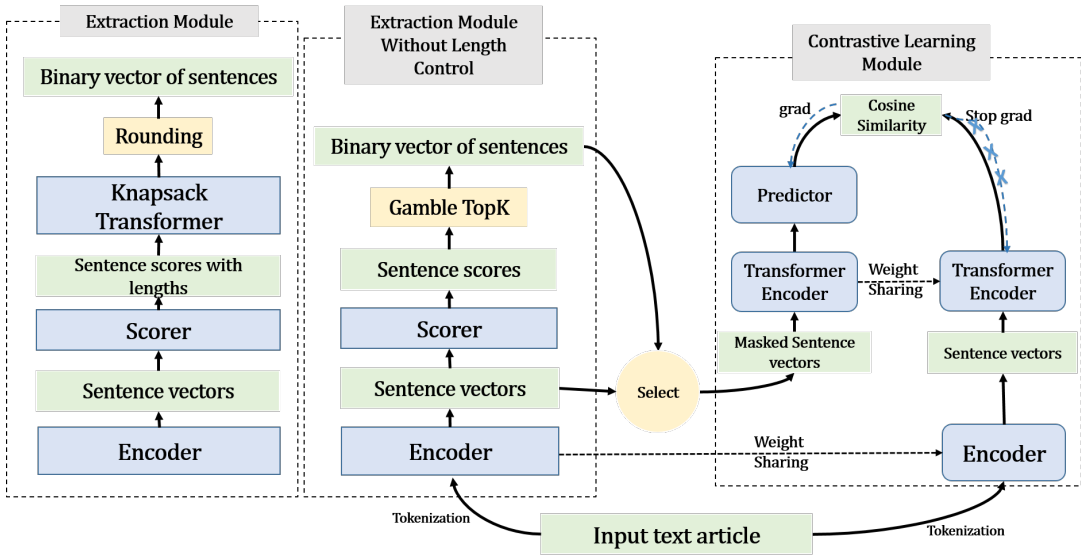 Extraction Module
Binary vector of sentences
Rounding
Knapsack
Transformer
Sentence scores with
lengths
Scorer
Sentence vectors
Encoder
Extraction Module
Without Length
Control
Binary vector of sentences
Gamble TopK
Sentence scores
Scorer
Sentence vectors
Encoder
Select
Contrastive Learning
Module
grad
Cosine
Similarity
Stop grad
Predictor
Transformer
Encoder
Weight
Sharing
Transformer
Encoder
Masked Sentence
vectors
Sentence vectors
Weight
Sharing
Encoder
Tokenization
Input text article
Tokenization